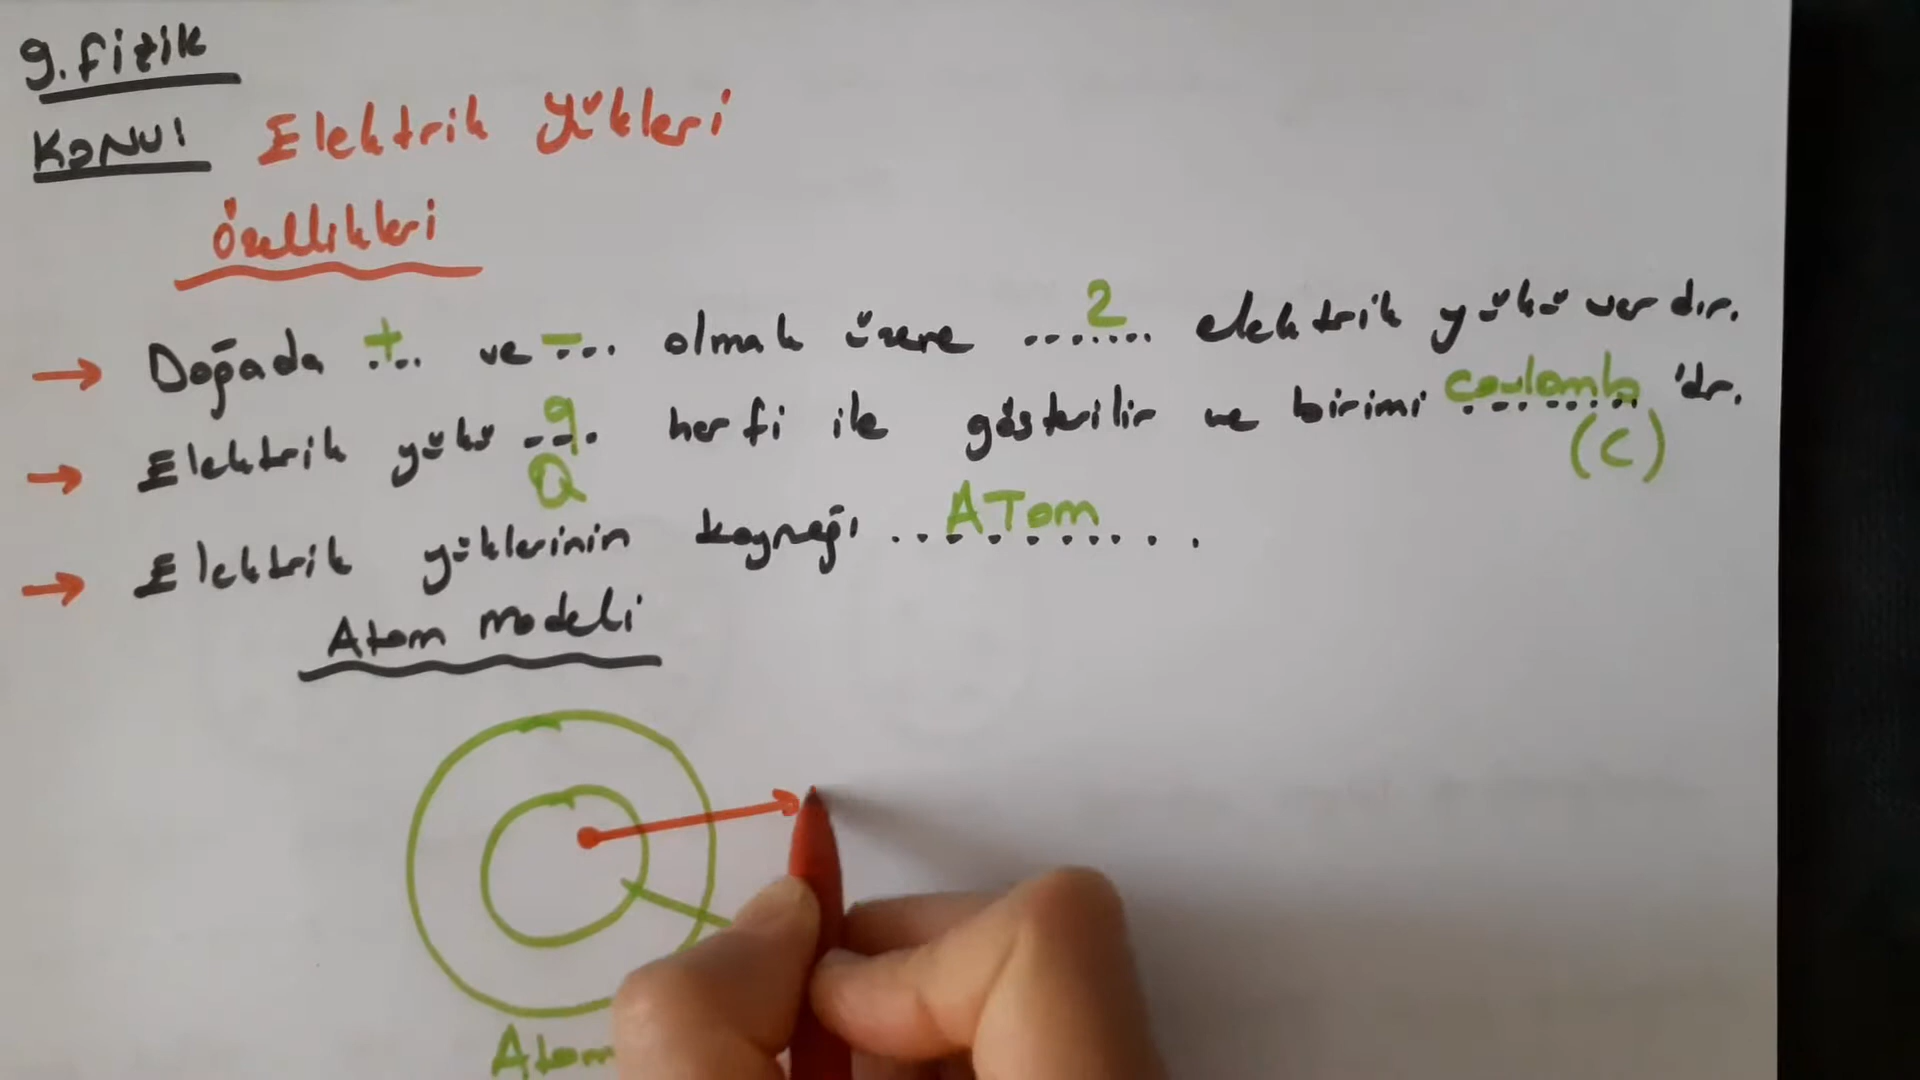 9. Fizik
Konu: Elektrik yükleri
özellikleri
→ Doğada + ve - olmak üzere 2 elektrik yükü vardır.
→ Elektrik yükü q Q harfi ile gösterilir ve birimi coulomb (C) 'dr.
→ Elektrik yüklerinin kaynağı ATom.
Atom modeli
Atom